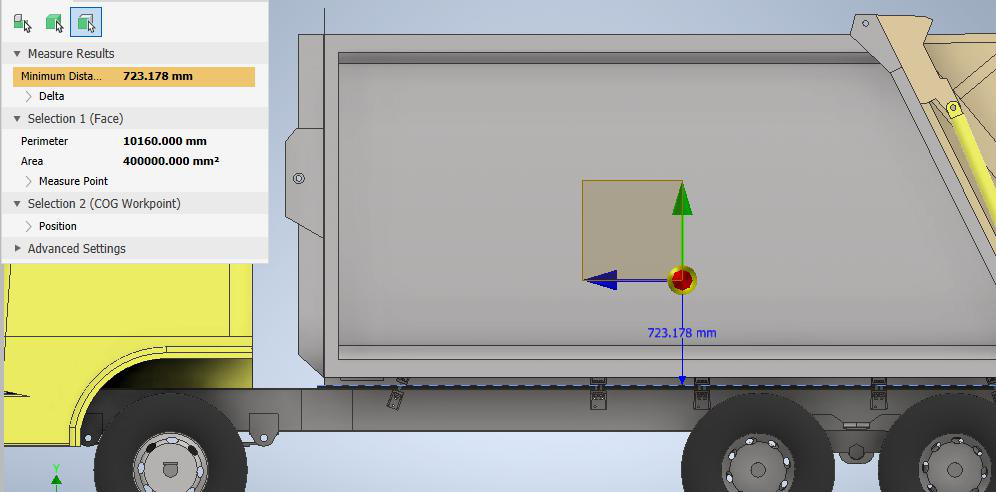 Measure Results
Minimum Dista... 723.178 mm
Delta
Selection 1 (Face)
Perimeter 10160.000 mm
Area 400000.000 mm²
Measure Point
Selection 2 (COG Workpoint)
Position
Advanced Settings
723.178 mm
Y